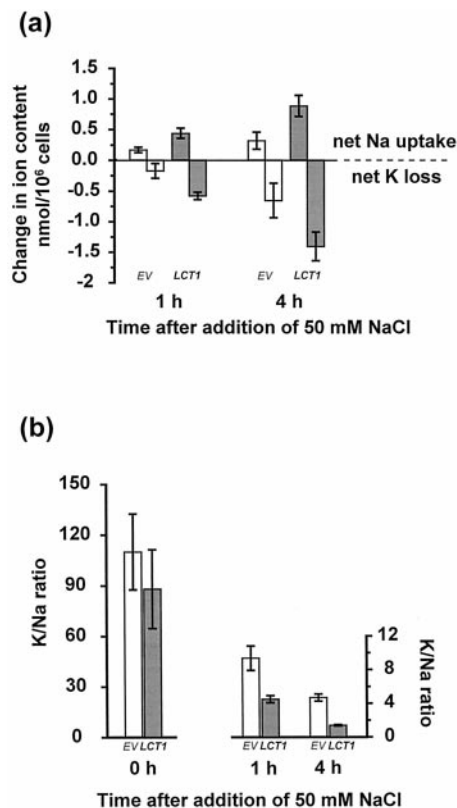 (a)
Change in ion content
nmol/10⁶ cells
1.5
1.0
0.5
0.0
-0.5
-1.0
-1.5
-2
net Na uptake
net K loss
EV LCT1 EV LCT1
1 h 4 h
Time after addition of 50 mM NaCl
(b)
K/Na ratio
150
120
90
60
30
0
12
8
4
0
K/Na ratio
EV LCT1 EV LCT1 EV LCT1
0 h 1 h 4 h
Time after addition of 50 mM NaCl